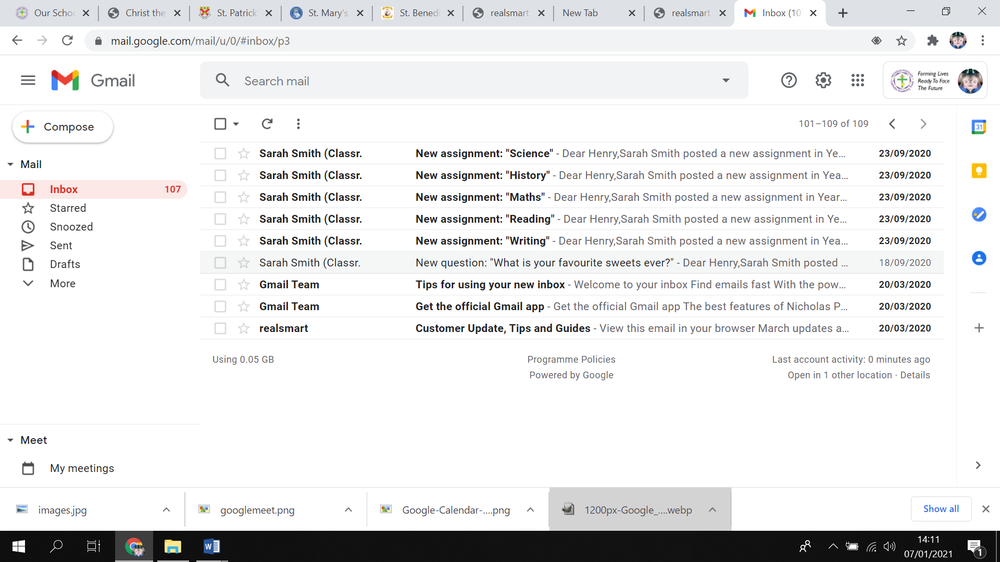 Our Schoo
Christ the
St. Patrick
St. Mary's
St. Benedi
realsmart
New Tab
realsmart
Inbox (107
mail.google.com/mail/u/0/#inbox/p3
Gmail
Search mail
Forming Lives
Ready To Face
The Future
Compose
101–109 of 109
31
Mail
Inbox 107
Starred
Snoozed
Sent
Drafts
More
Sarah Smith (Classr. New assignment: "Science" - Dear Henry,Sarah Smith posted a new assignment in Ye... 23/09/2020
Sarah Smith (Classr. New assignment: "History" - Dear Henry,Sarah Smith posted a new assignment in Yea... 23/09/2020
Sarah Smith (Classr. New assignment: "Maths" - Dear Henry,Sarah Smith posted a new assignment in Year... 23/09/2020
Sarah Smith (Classr. New assignment: "Reading" - Dear Henry,Sarah Smith posted a new assignment in Ye... 23/09/2020
Sarah Smith (Classr. New assignment: "Writing" - Dear Henry,Sarah Smith posted a new assignment in Yea... 23/09/2020
Sarah Smith (Classr. New question: "What is your favourite sweets ever?" - Dear Henry,Sarah Smith posted ... 18/09/2020
Gmail Team Tips for using your new inbox - Welcome to your inbox Find emails fast With the pow... 20/03/2020
Gmail Team Get the official Gmail app - Get the official Gmail app The best features of Nicholas P... 20/03/2020
realsmart Customer Update, Tips and Guides - View this email in your browser March updates a... 20/03/2020
Using 0.05 GB
Programme Policies
Powered by Google
Last account activity: 0 minutes ago
Open in 1 other location · Details
Meet
My meetings
images.jpg
googlemeet.png
Google-Calendar-....png
1200px-Google_....webp
Show all
14:11
07/01/2021
1